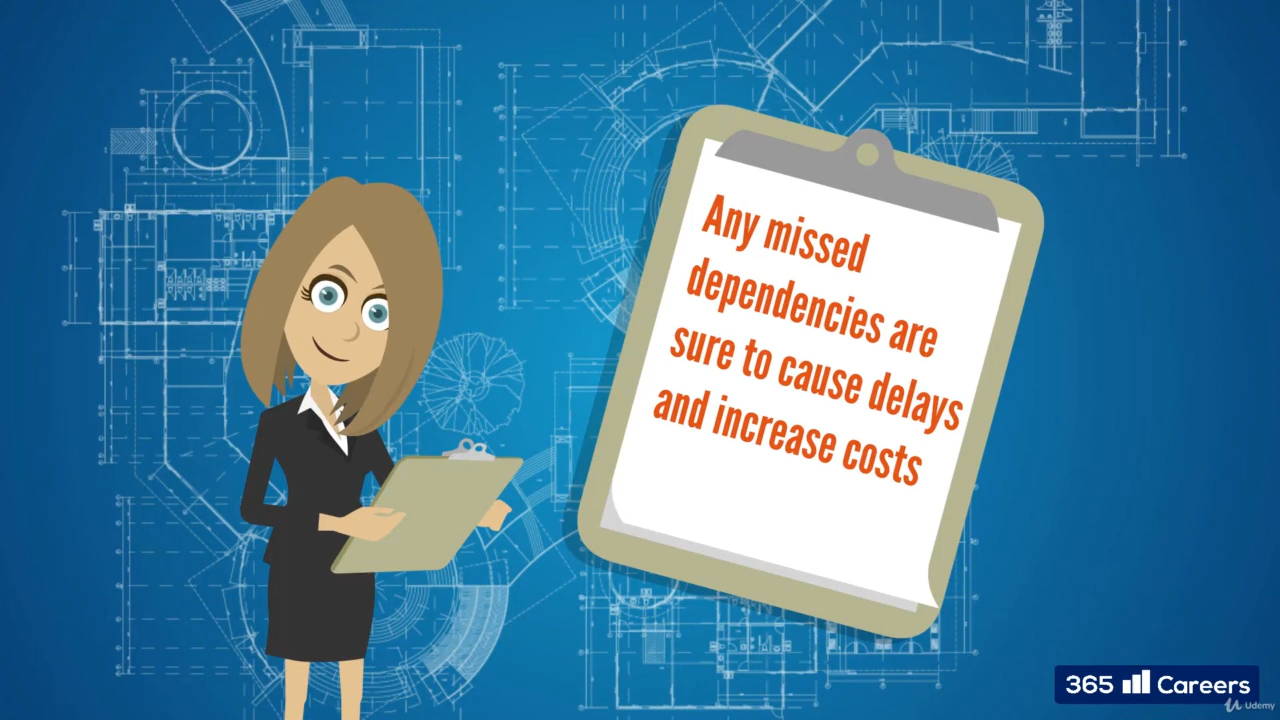 Any missed
dependencies are
sure to cause delays
and increase costs
365 Careers
Udemy